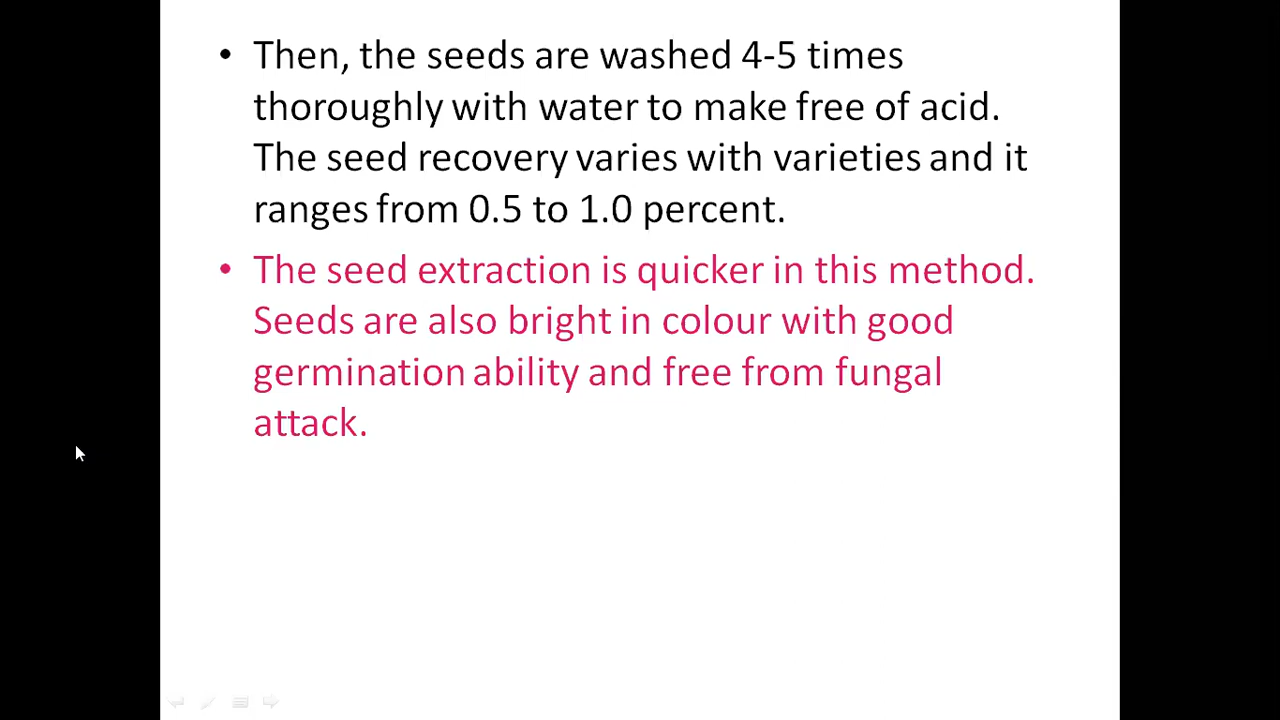 • Then, the seeds are washed 4-5 times
thoroughly with water to make free of acid.
The seed recovery varies with varieties and it
ranges from 0.5 to 1.0 percent.
• The seed extraction is quicker in this method.
Seeds are also bright in colour with good
germination ability and free from fungal
attack.